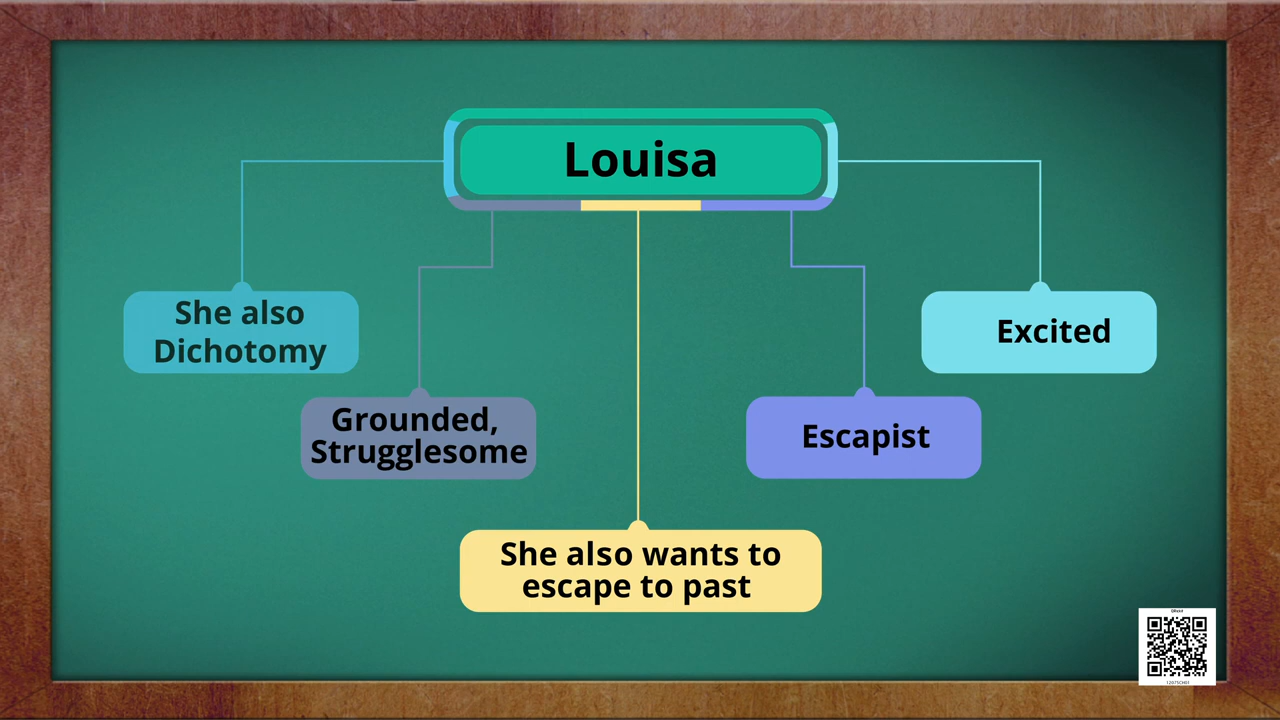 Louisa
She also
Dichotomy
Grounded,
Strugglesome
She also wants to
escape to past
Escapist
Excited